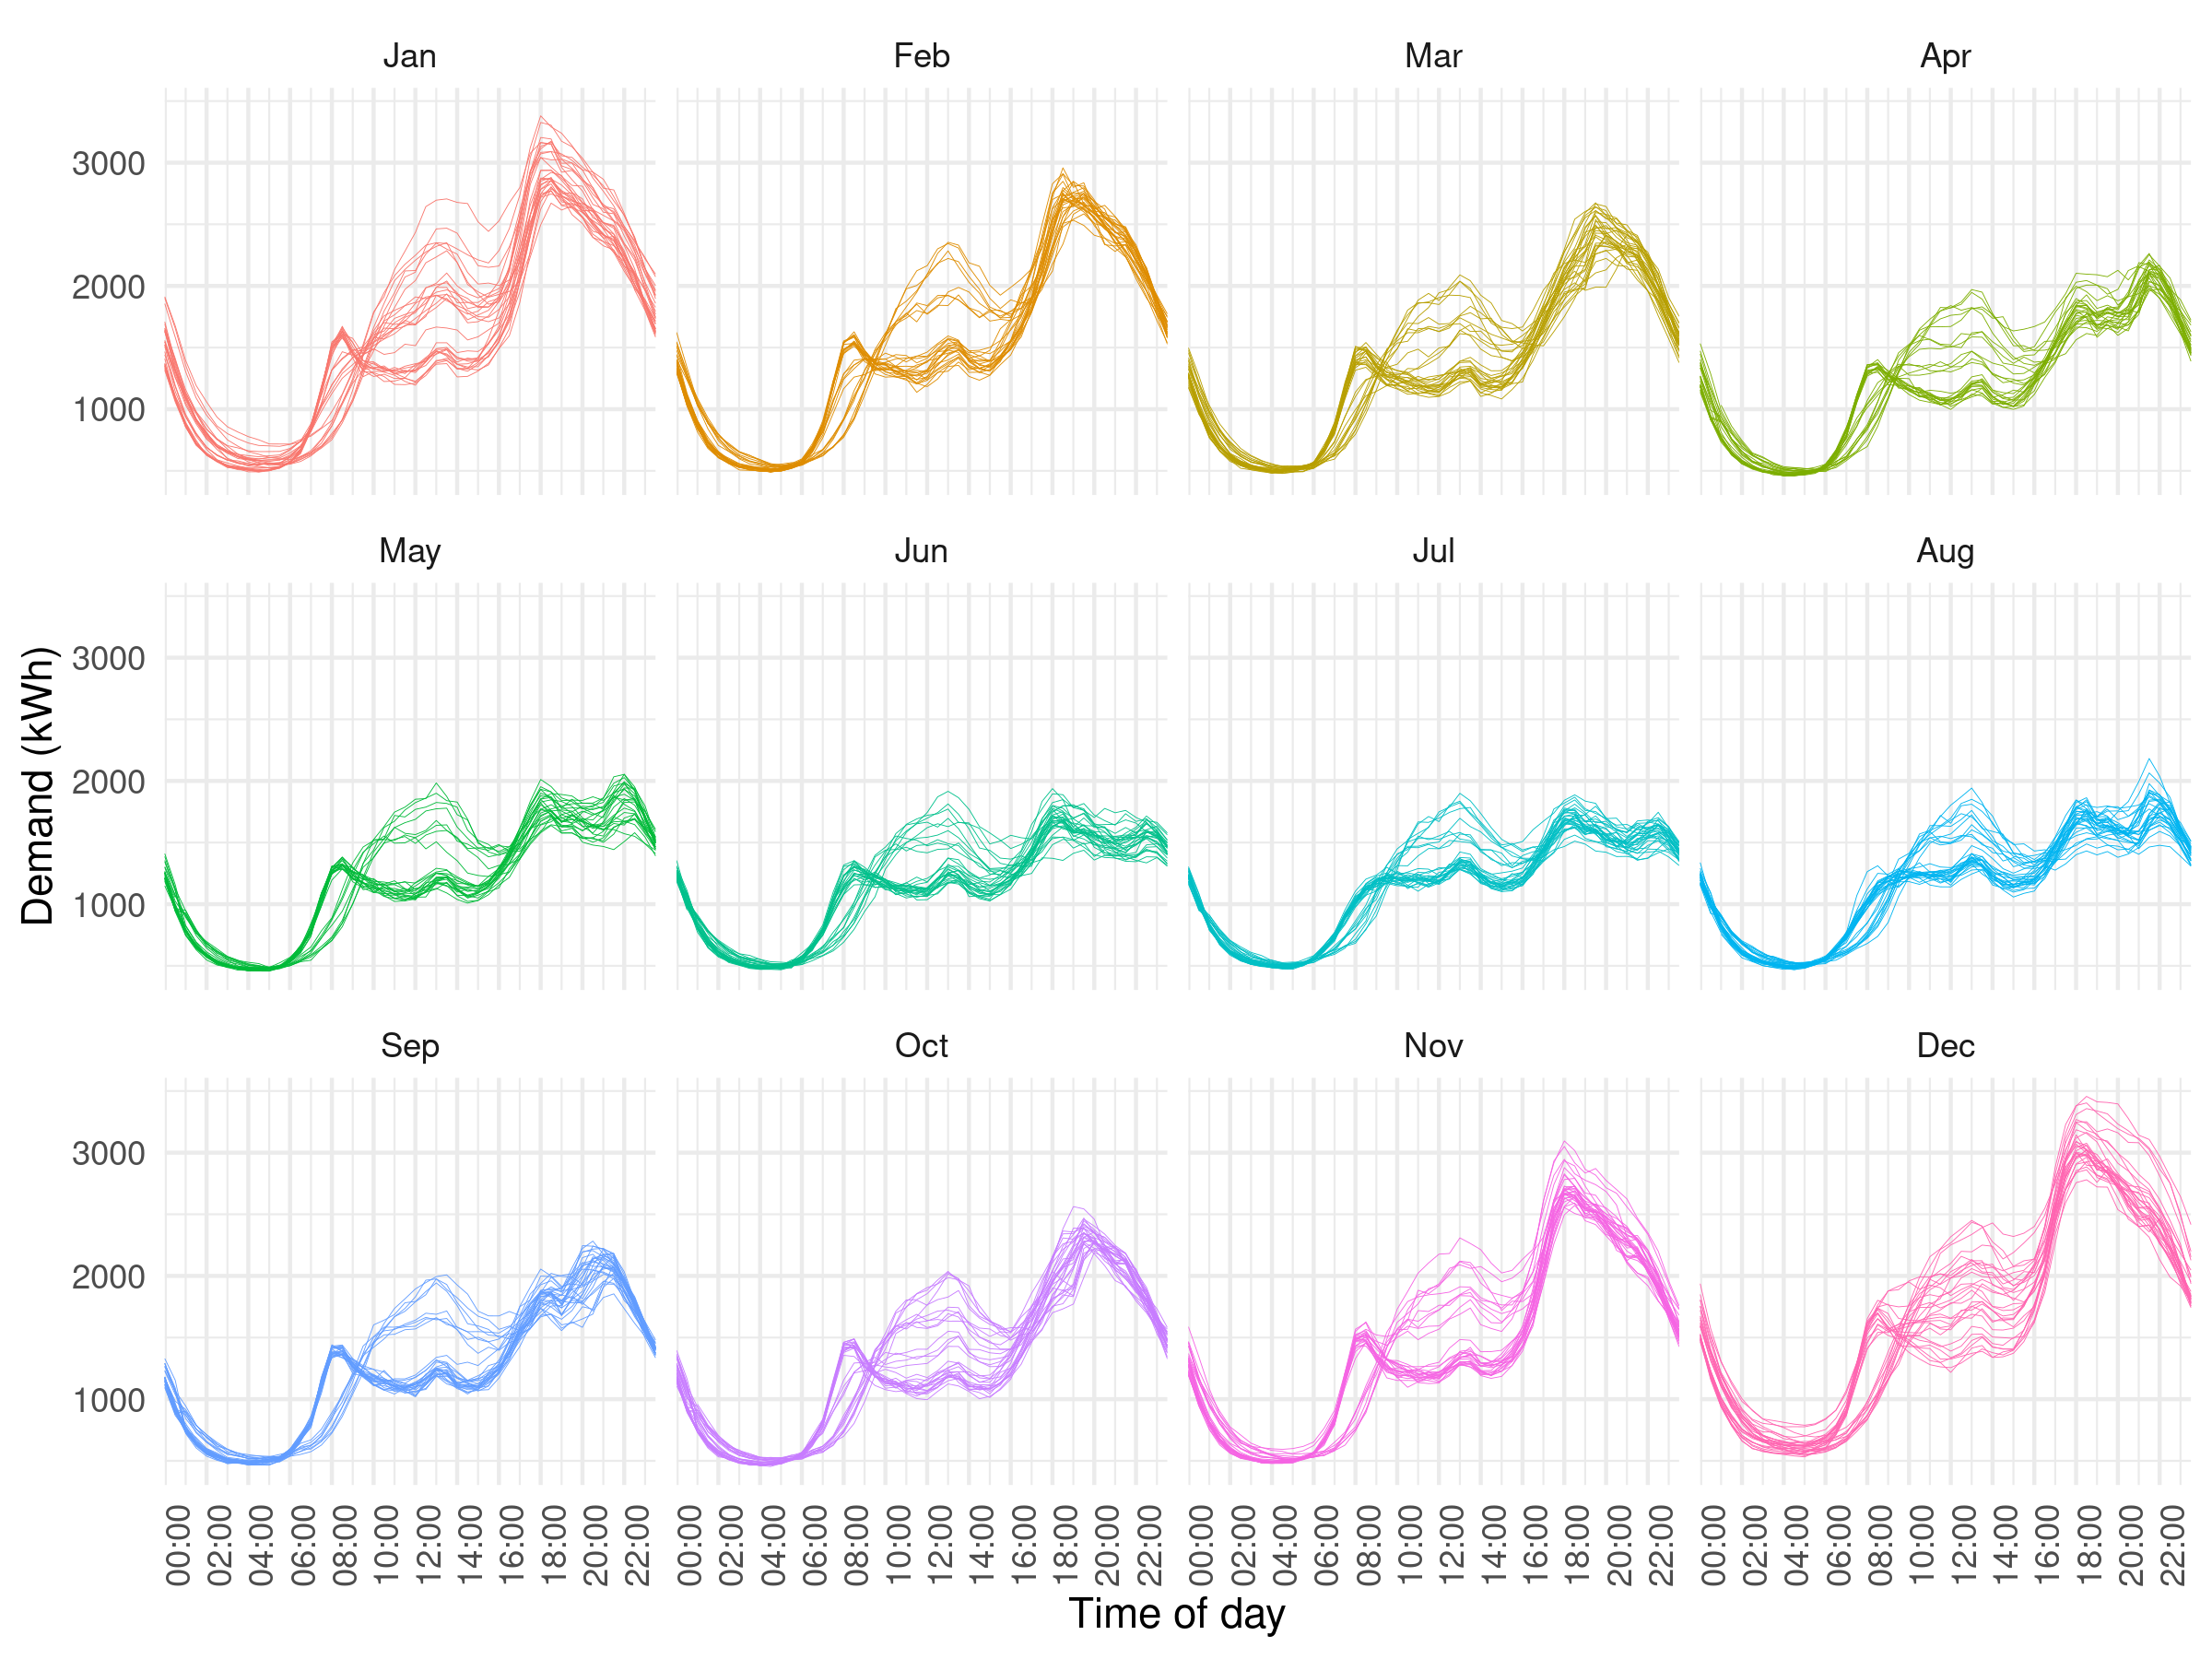 Jan Feb Mar Apr
3000
2000
1000
May Jun Jul Aug
3000
2000
1000
Sep Oct Nov Dec
3000
2000
1000
Demand (kWh)
00:00 02:00 04:00 06:00 08:00 10:00 12:00 14:00 16:00 18:00 20:00 22:00 00:00 02:00 04:00 06:00 08:00 10:00 12:00 14:00 16:00 18:00 20:00 22:00 00:00 02:00 04:00 06:00 08:00 10:00 12:00 14:00 16:00 18:00 20:00 22:00 00:00 02:00 04:00 06:00 08:00 10:00 12:00 14:00 16:00 18:00 20:00 22:00
Time of day